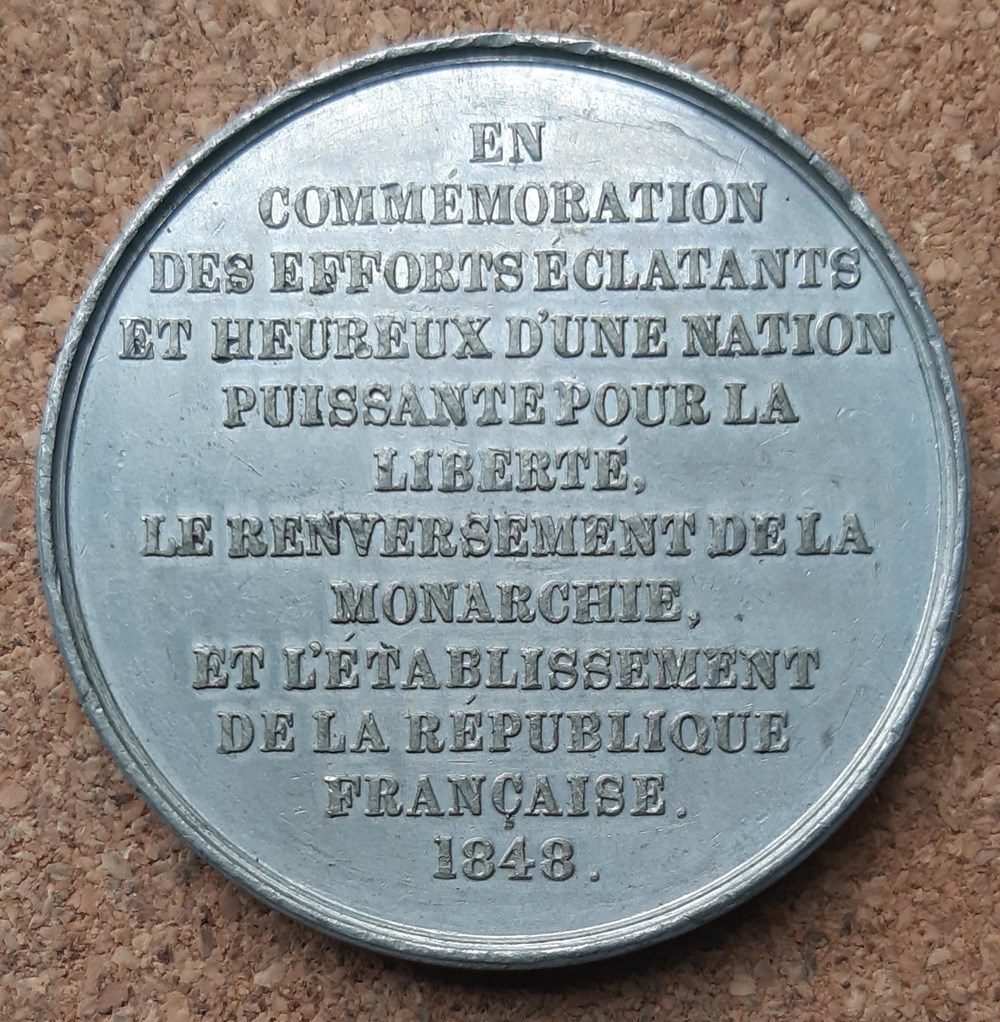 EN
COMMÉMORATION
DES EFFORTS ÉCLATANTS
ET HEUREUX D'UNE NATION
PUISSANTE POUR LA
LIBERTÉ,
LE RENVERSEMENT DE LA
MONARCHIE,
ET L'ÉTABLISSEMENT
DE LA RÉPUBLIQUE
FRANÇAISE.
1848.